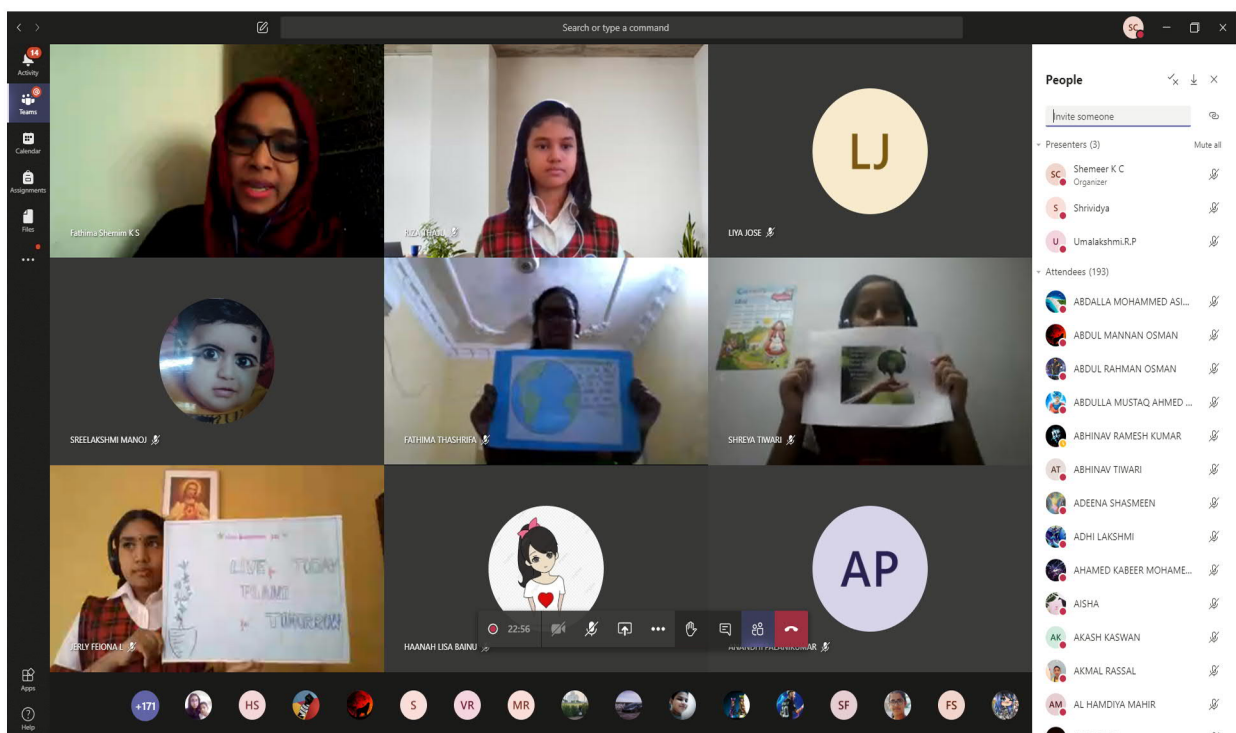 Search or type a command
SC
14
Activity
Teams
Calendar
Assignments
Files
Apps
Help
Fathima Shemim K S
LJ
LIYA JOSE
SREELAKSHMI MANOJ
FATHIMA THASHRIFA
SHREYA TIWARI
LIVE TODAY
PLANT
TOMORROW
JERLY FEIONA L
HAANAH LISA BAINU
AP
22:56
+171
HS
S
VR
MR
SF
FS
People
Invite someone
Presenters (3)
Mute all
SC
Shemeer K C
Organizer
S
Shrividya
U
Umalakshmi.R.P
Attendees (193)
ABDALLA MOHAMMED ASI...
ABDUL MANNAN OSMAN
ABDUL RAHMAN OSMAN
ABDULLA MUSTAQ AHMED ...
ABHINAV RAMESH KUMAR
AT
ABHINAV TIWARI
ADEENA SHASMEEN
ADHI LAKSHMI
AHAMED KABEER MOHAME...
AISHA
AK
AKASH KASWAN
AKMAL RASSAL
AM
AL HAMDIYA MAHIR